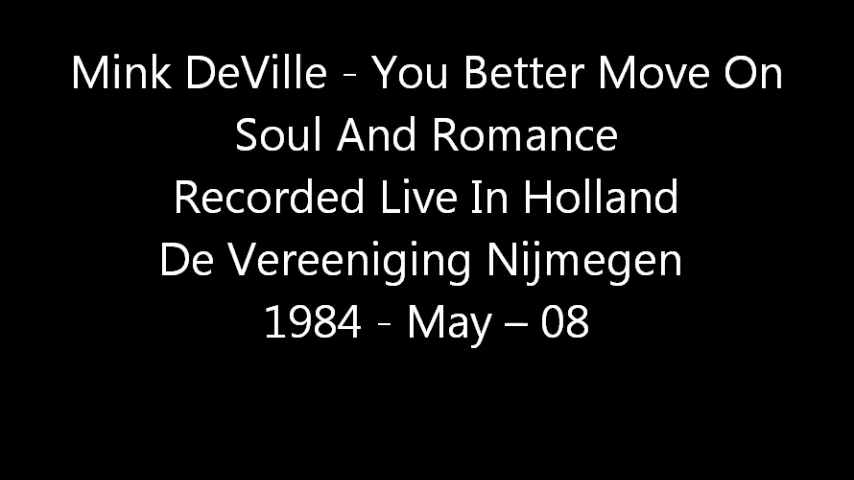 Mink DeVille - You Better Move On
Soul And Romance
Recorded Live In Holland
De Vereeniging Nijmegen
1984 - May – 08